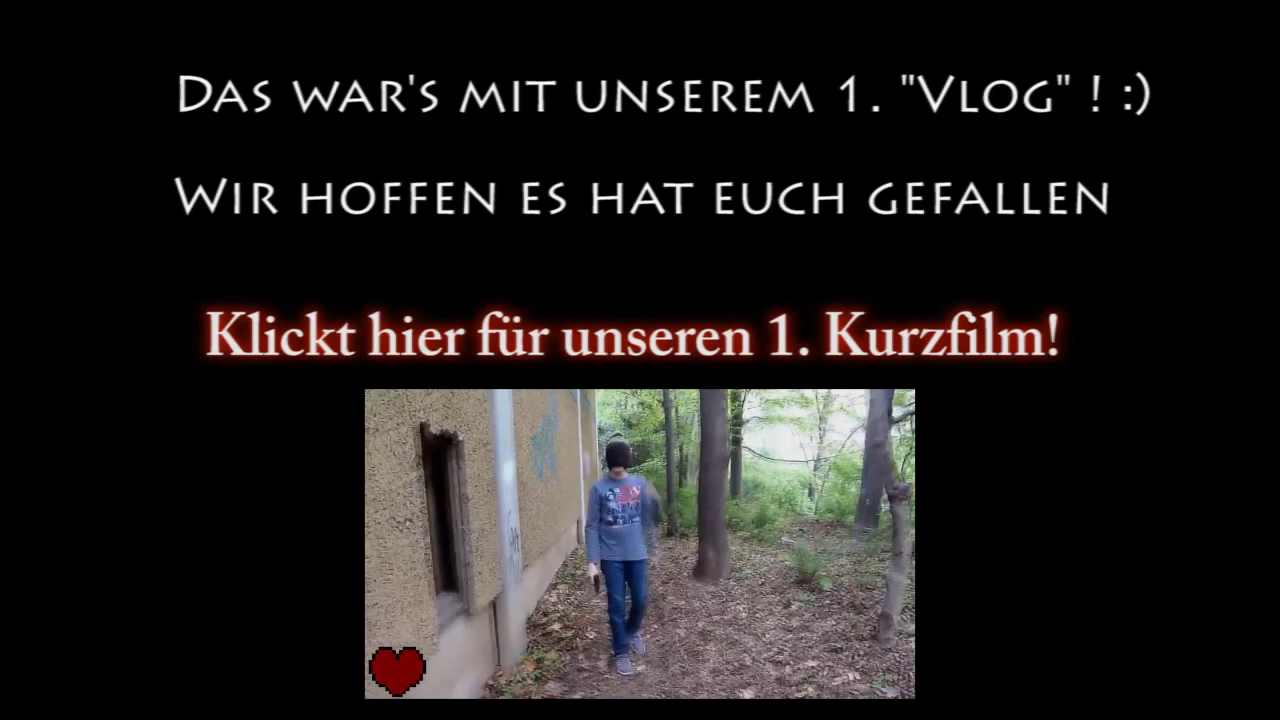 Das war's mit unserem 1. "Vlog" ! :)
Wir hoffen es hat euch gefallen
Klickt hier für unseren 1. Kurzfilm!